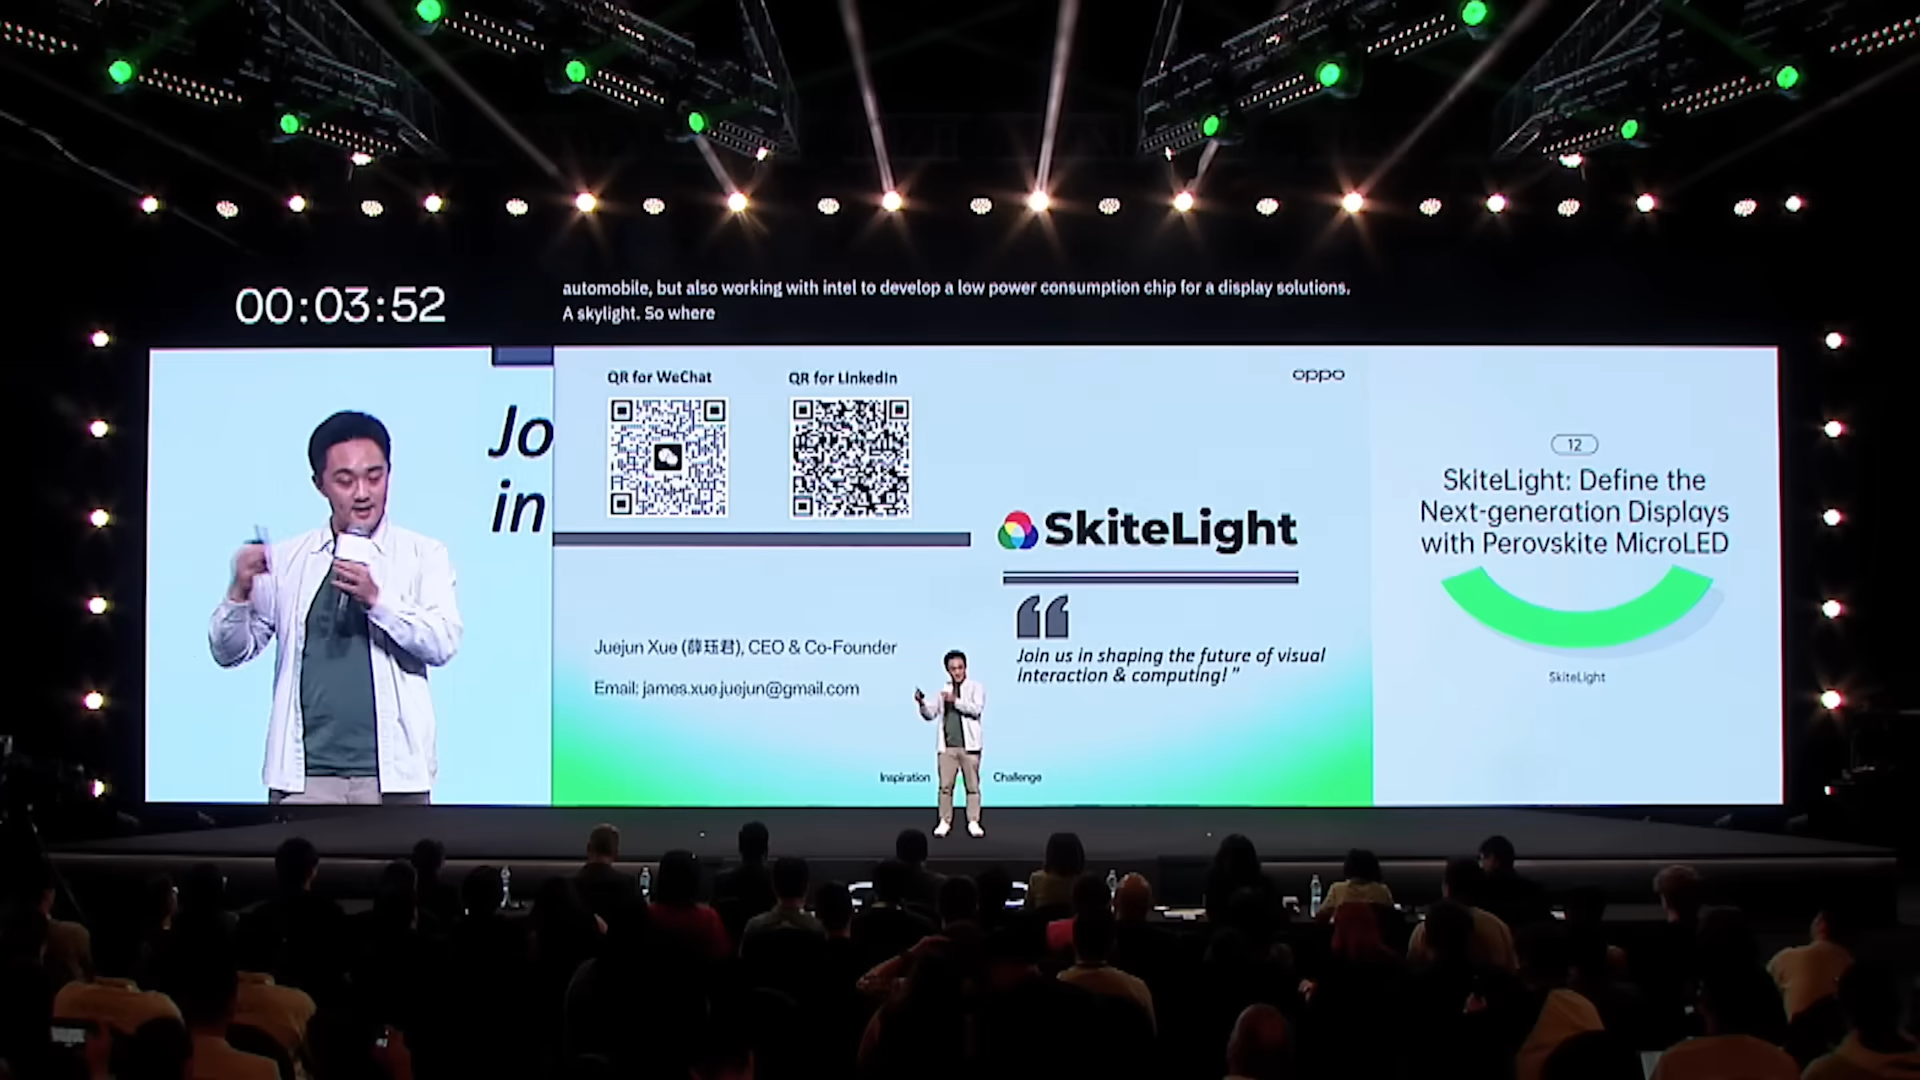 00:03:52
automobile, but also working with intel to develop a low power consumption chip for a display solutions.
A skylight. So where
Jo
in
QR for WeChat
QR for LinkedIn
oppo
SkiteLight
Juejun Xue (薛珏君), CEO & Co-Founder
Email: james.xue.juejun@gmail.com
“
Join us in shaping the future of visual
interaction & computing! ”
Inspiration
Challenge
12
SkiteLight: Define the
Next-generation Displays
with Perovskite MicroLED
SkiteLight